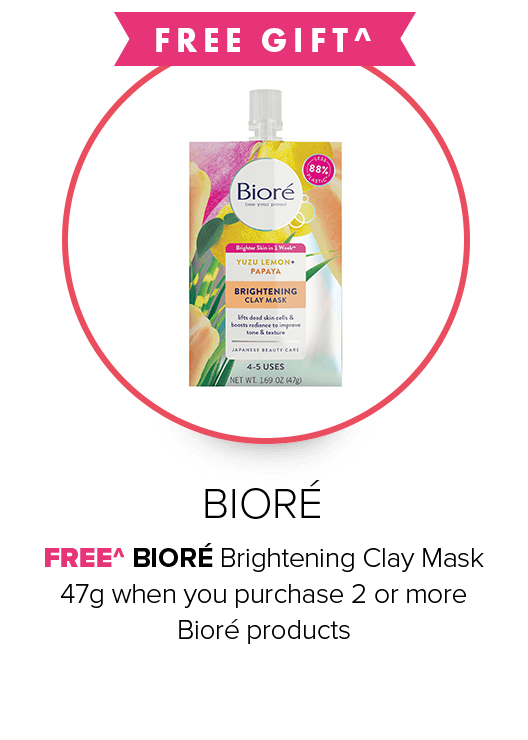 FREE GIFT^
LESS
88%
PLASTIC
Bioré
free your pores
Brighter Skin in 1 Week**
YUZU LEMON+
PAPAYA
BRIGHTENING
CLAY MASK
lifts dead skin cells &
boosts radiance to improve
tone & texture
JAPANESE BEAUTY CARE
4-5 USES
NET WT. 1.69 OZ (47g)
BIORÉ
FREE^ BIORÉ Brightening Clay Mask
47g when you purchase 2 or more
Bioré products